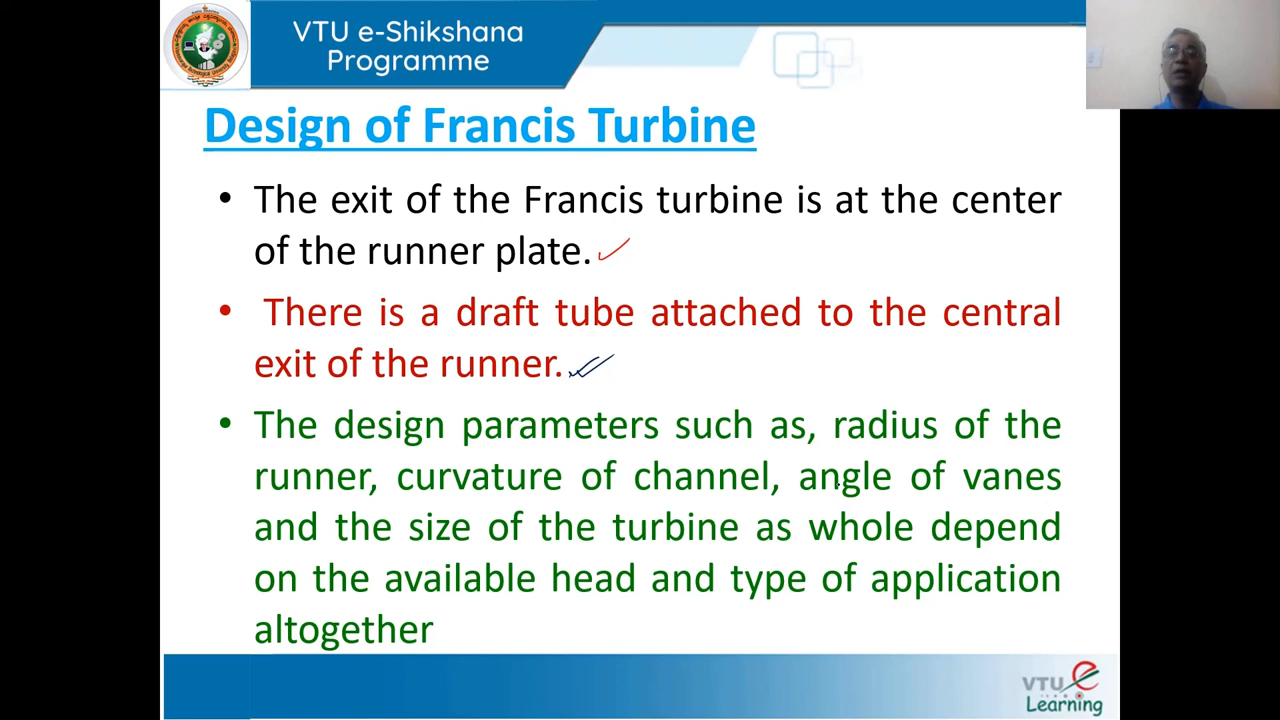 VTU e-Shikshana
Programme
Design of Francis Turbine
• The exit of the Francis turbine is at the center
of the runner plate.
• There is a draft tube attached to the central
exit of the runner.
• The design parameters such as, radius of the
runner, curvature of channel, angle of vanes
and the size of the turbine as whole depend
on the available head and type of application
altogether
VTU e
Learning